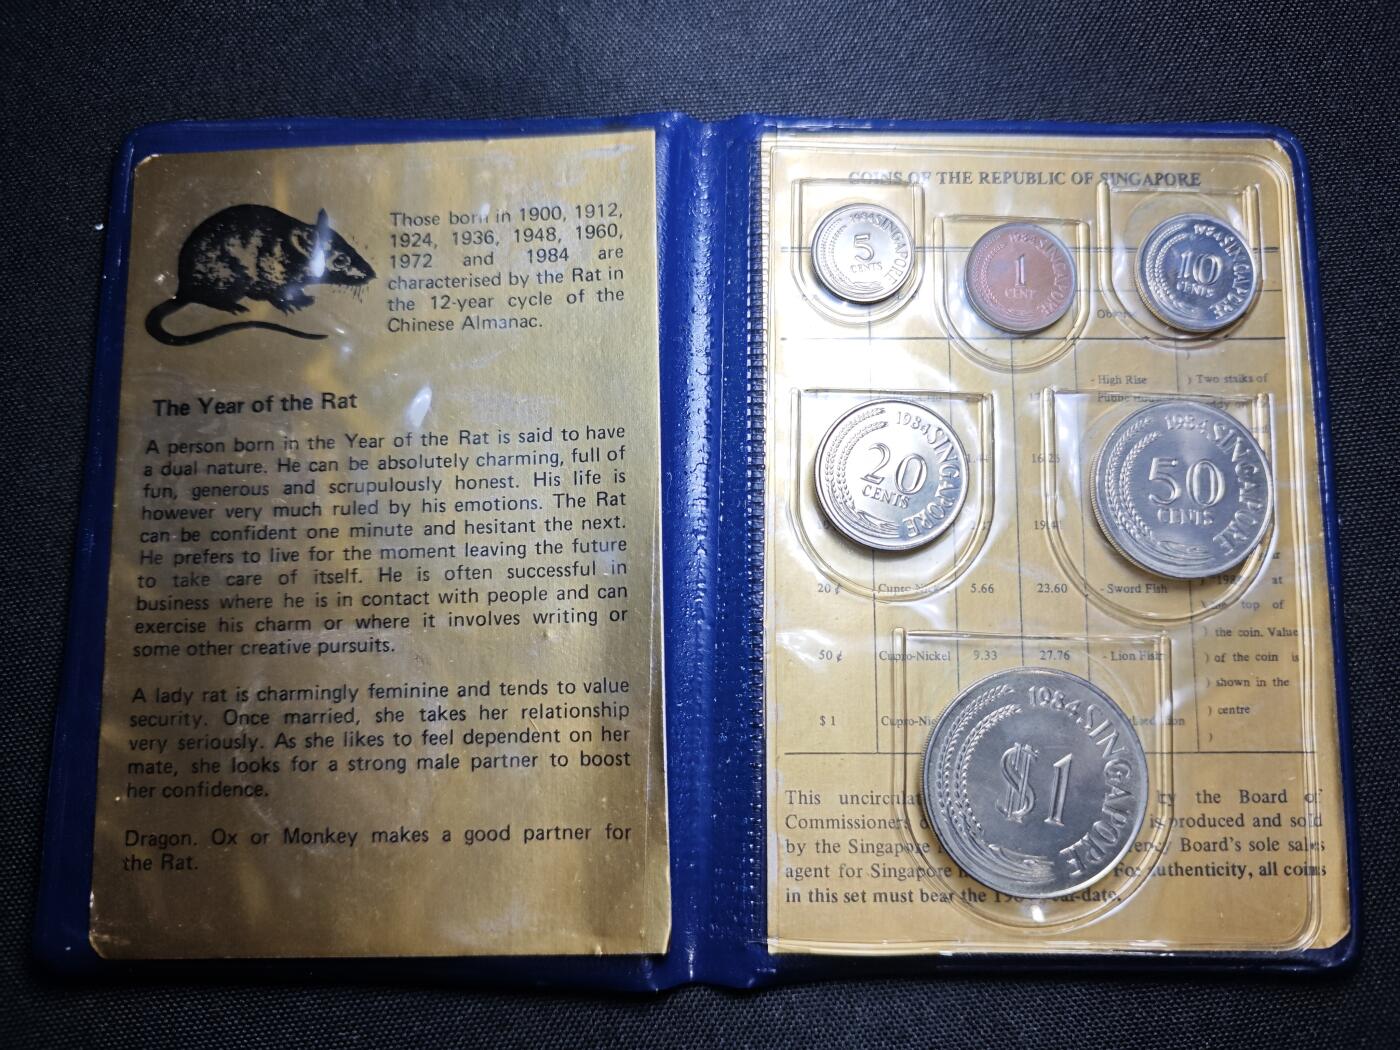 Those born in 1900, 1912,
1924, 1936, 1948, 1960,
1972 and 1984 are
characterised by the Rat in
the 12-year cycle of the
Chinese Almanac.
The Year of the Rat
A person born in the Year of the Rat is said to have
a dual nature. He can be absolutely charming, full of
fun, generous and scrupulously honest. His life is
however very much ruled by his emotions. The Rat
can be confident one minute and hesitant the next.
He prefers to live for the moment leaving the future
to take care of itself. He is often successful in
business where he is in contact with people and can
exercise his charm or where it involves writing or
some other creative pursuits.
A lady rat is charmingly feminine and tends to value
security. Once married, she takes her relationship
very seriously. As she likes to feel dependent on her
mate, she looks for a strong male partner to boost
her confidence.
Dragon. Ox or Monkey makes a good partner for
the Rat.
COINS OF THE REPUBLIC OF SINGAPORE
1984 SINGAPORE
5
CENTS
1984 SINGAPORE
1
CENT
1984 SINGAPORE
10
CENTS
- High Rise ) Two stalks of
Public
1984 SINGAPORE
20
CENTS
1984 SINGAPORE
50
CENTS
20 ¢ Cupro-Nickel 5.66 23.60 - Sword Fish at
top of
) the coin. Value
50 ¢ Cupro-Nickel 9.33 27.76 - Lion Fish ) of the coin is
) shown in the
$ 1 ) centre
)
1984 SINGAPORE
$1
This by the Board of
Commissioners is produced and sold
by the Singapore Board's sole sales
agent for Singapore For authenticity, all coins
in this set must bear the